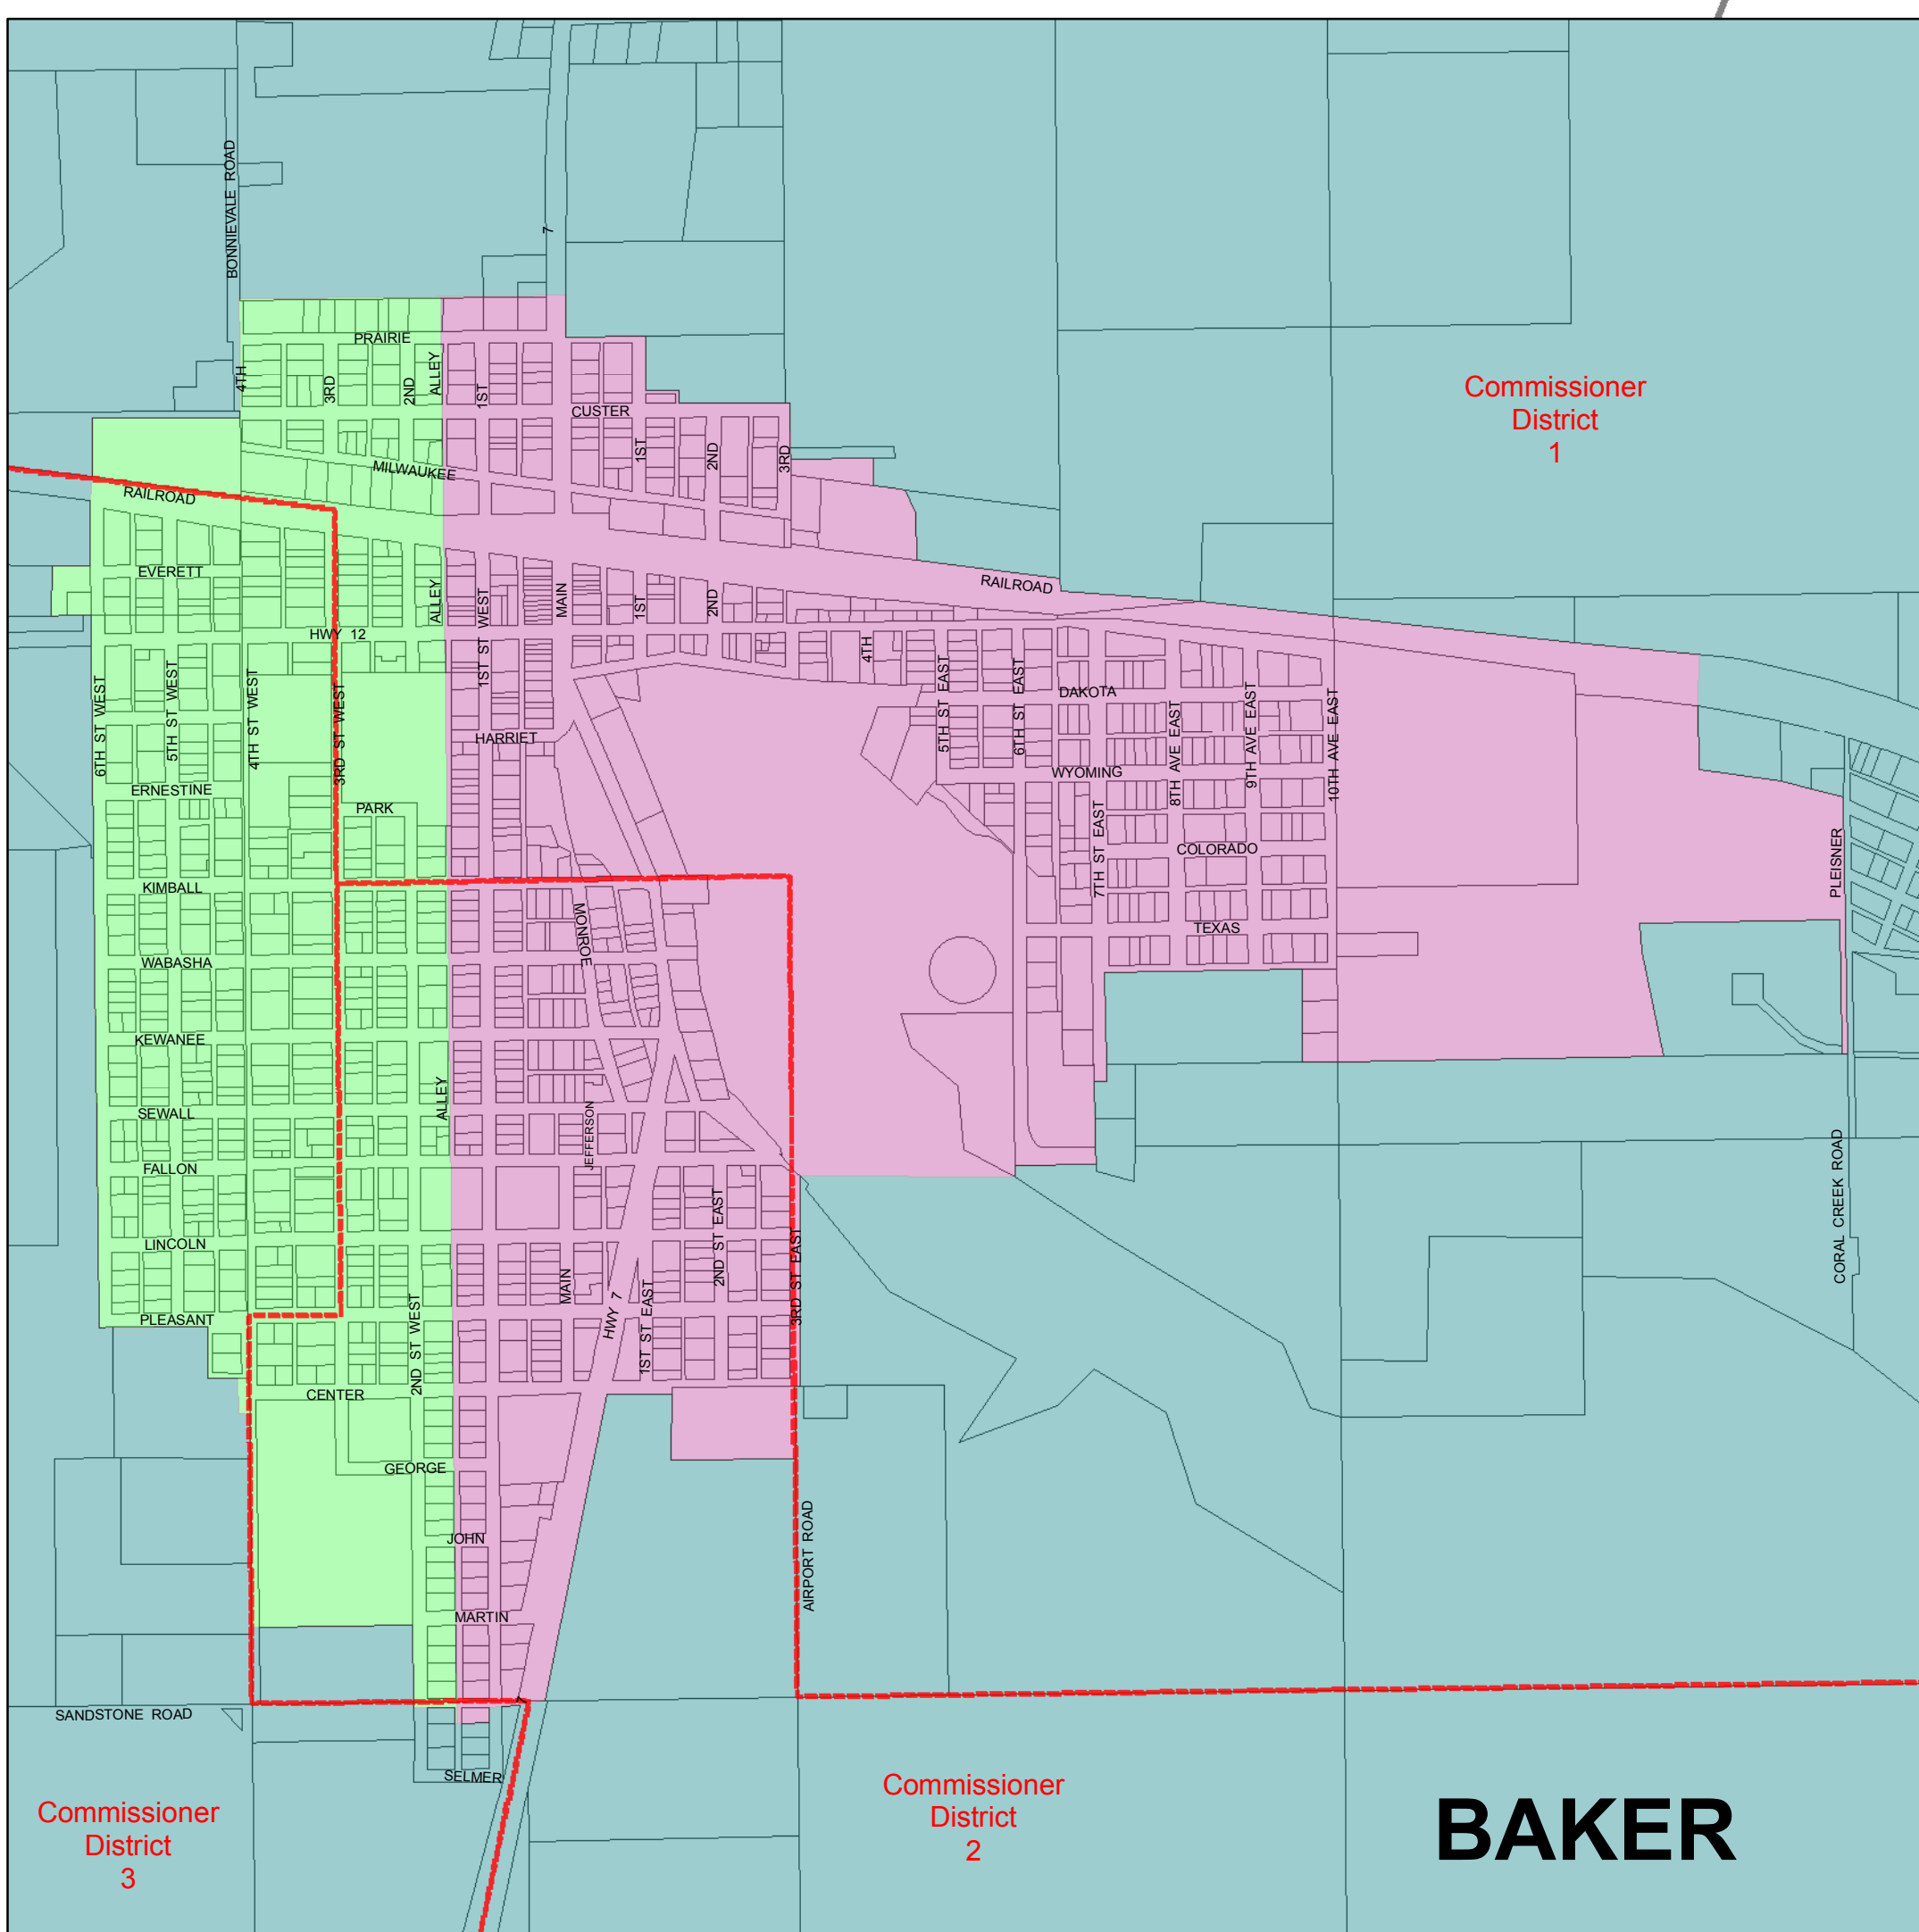 BONNIEVALE ROAD
7
PRAIRIE
4TH
3RD
2ND
ALLEY
1ST
CUSTER
1ST
2ND
3RD
MILWAUKEE
RAILROAD
Commissioner
District
1
EVERETT
ALLEY
1ST ST WEST
MAIN
1ST
2ND
RAILROAD
HWY 12
4TH
6TH ST WEST
5TH ST WEST
4TH ST WEST
3RD ST WEST
HARRIET
5TH ST EAST
6TH ST EAST
DAKOTA
8TH AVE EAST
9TH AVE EAST
10TH AVE EAST
WYOMING
ERNESTINE
PARK
7TH ST EAST
COLORADO
PLEISNER
KIMBALL
MONROE
TEXAS
WABASHA
KEWANEE
ALLEY
SEWALL
JEFFERSON
FALLON
2ND ST EAST
CORAL CREEK ROAD
LINCOLN
MAIN
HWY 7
1ST ST EAST
3RD ST EAST
PLEASANT
2ND ST WEST
CENTER
GEORGE
JOHN
AIRPORT ROAD
MARTIN
7
SANDSTONE ROAD
SELMER
Commissioner
District
3
Commissioner
District
2
BAKER